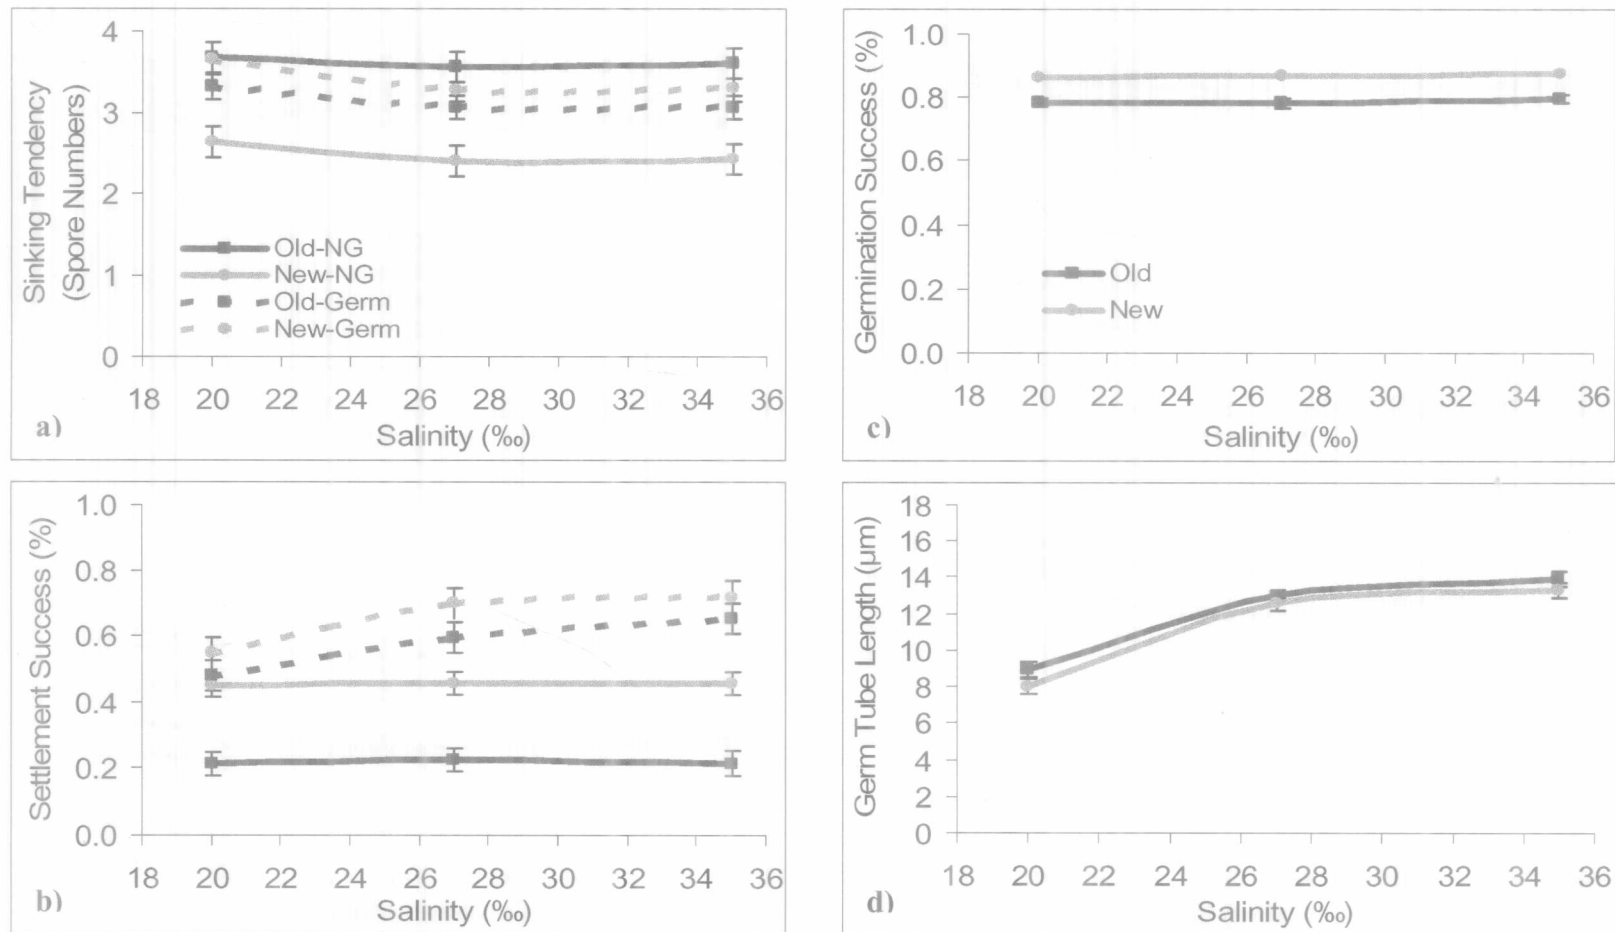 Sinking Tendency
(Spore Numbers)
4
3
2
1
0
Old-NG
New-NG
Old-Germ
New-Germ
18 20 22 24 26 28 30 32 34 36
a)
Salinity (‰)
Germination Success (%)
1.0
0.8
0.6
0.4
0.2
0.0
Old
New
18 20 22 24 26 28 30 32 34 36
c)
Salinity (‰)
Settlement Success (%)
1.0
0.8
0.6
0.4
0.2
0.0
18 20 22 24 26 28 30 32 34 36
b)
Salinity (‰)
Germ Tube Length (µm)
18
16
14
12
10
8
6
4
2
0
18 20 22 24 26 28 30 32 34 36
d)
Salinity (‰)